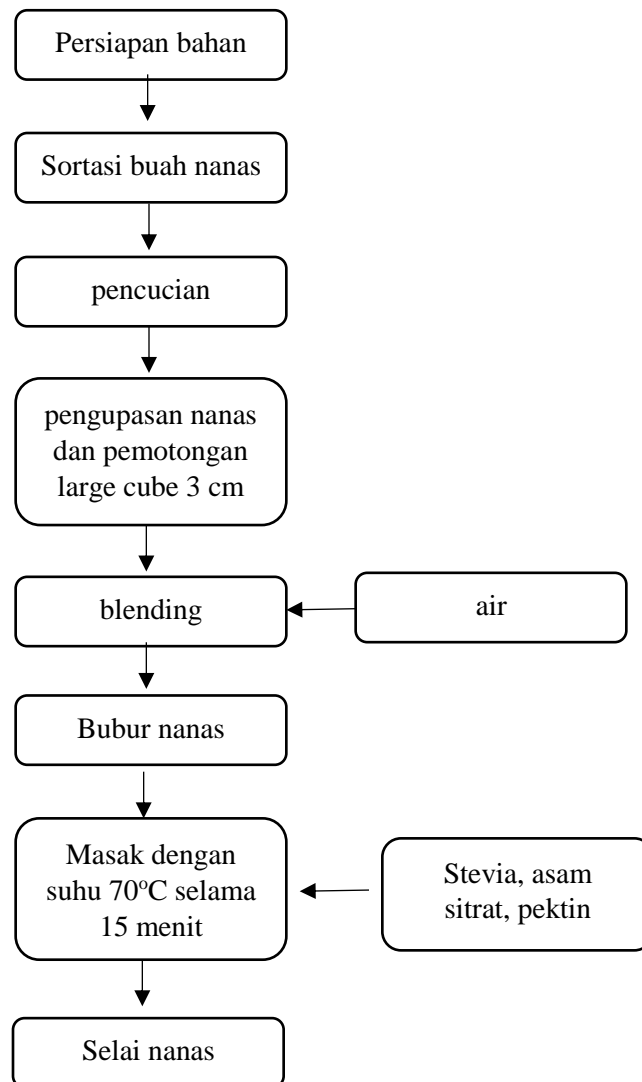 Persiapan bahan
Sortasi buah nanas
pencucian
pengupasan nanas
dan pemotongan
large cube 3 cm
blending
air
Bubur nanas
Masak dengan
suhu 70°C selama
15 menit
Stevia, asam
sitrat, pektin
Selai nanas